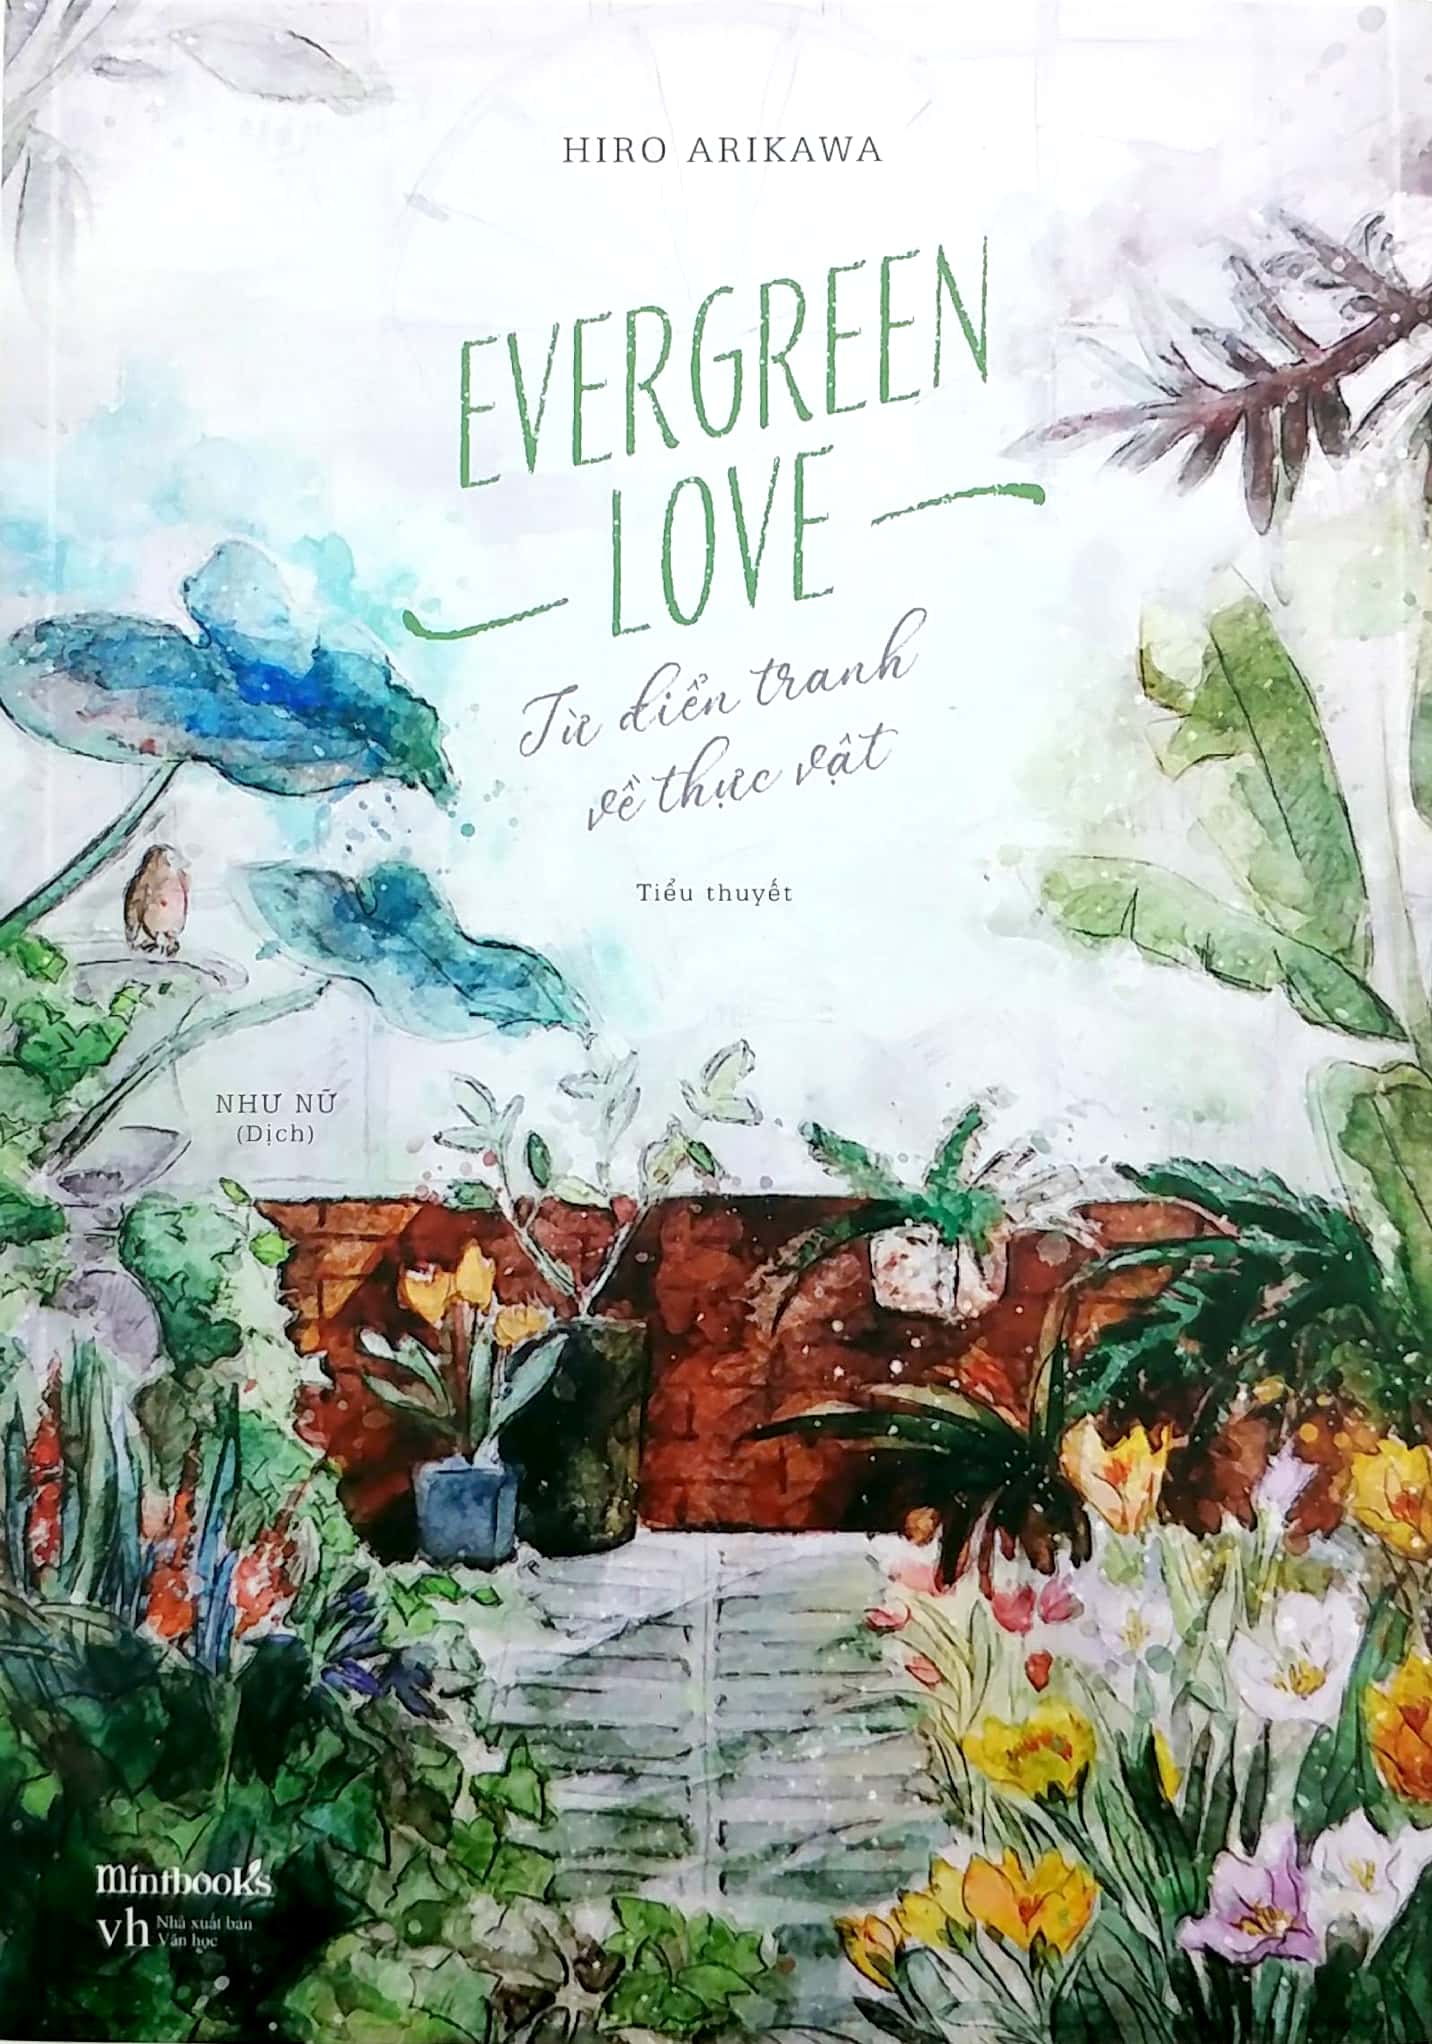 HIRO ARIKAWA
EVERGREEN
LOVE
Từ điển tranh
về thực vật
Tiểu thuyết
NHƯ NỮ
(Dịch)
mintbooks
vh Nhà xuất bản
Văn học